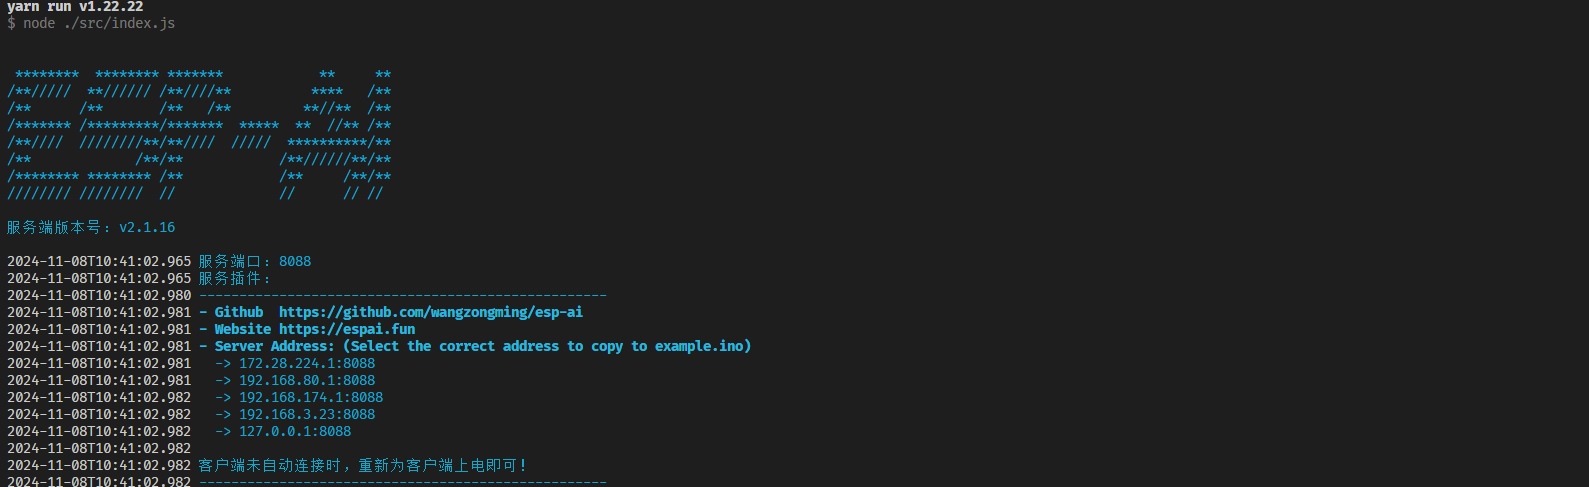 yarn run v1.22.22
$ node ./src/index.js
 ********  ******** *******            **     **
/**/////  **////// /**////**          ****   /**
/**      /**       /**   /**         **//**  /**
/******* /*********/*******  *****  **  //** /**
/**////  ////////**/**////  /////  **********/**
/**             /**/**            /**//////**/**
/******** ******** /**            /**     /**/**
//////// ////////  //             //      // //
服务端版本号：v2.1.16
2024-11-08T10:41:02.965 服务端口：8088
2024-11-08T10:41:02.965 服务插件：
2024-11-08T10:41:02.980 ---------------------------------------------------
2024-11-08T10:41:02.981 - Github  https://github.com/wangzongming/esp-ai
2024-11-08T10:41:02.981 - Website https://espai.fun
2024-11-08T10:41:02.981 - Server Address: (Select the correct address to copy to example.ino)
2024-11-08T10:41:02.981   -> 172.28.224.1:8088
2024-11-08T10:41:02.981   -> 192.168.80.1:8088
2024-11-08T10:41:02.982   -> 192.168.174.1:8088
2024-11-08T10:41:02.982   -> 192.168.3.23:8088
2024-11-08T10:41:02.982   -> 127.0.0.1:8088
2024-11-08T10:41:02.982
2024-11-08T10:41:02.982 客户端未自动连接时，重新为客户端上电即可！
2024-11-08T10:41:02.982 ---------------------------------------------------